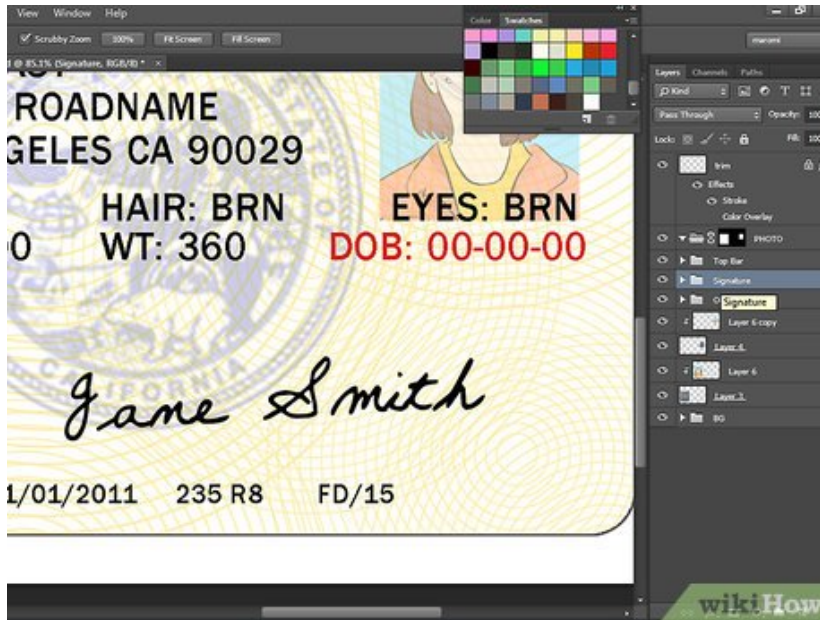 View Window Help
Scrubby Zoom 100% Fit Screen Fill Screen
@ 85.1% (Signature, RGB/8) * ×
Color Swatches
ROADNAME
GELES CA 90029
HAIR: BRN EYES: BRN
WT: 360 DOB: 00-00-00
CALIFORNIA
Jane Smith
1/01/2011 235 R8 FD/15
Layers Channels Paths
Kind
Pass Through Opacity: 100
Lock: Fill: 100
trim
Effects
Stroke
Color Overlay
PHOTO
Top Bar
Signature
Signature
Layer 6 copy
Layer 4
Layer 6
Layer 3
BG
wikiHow